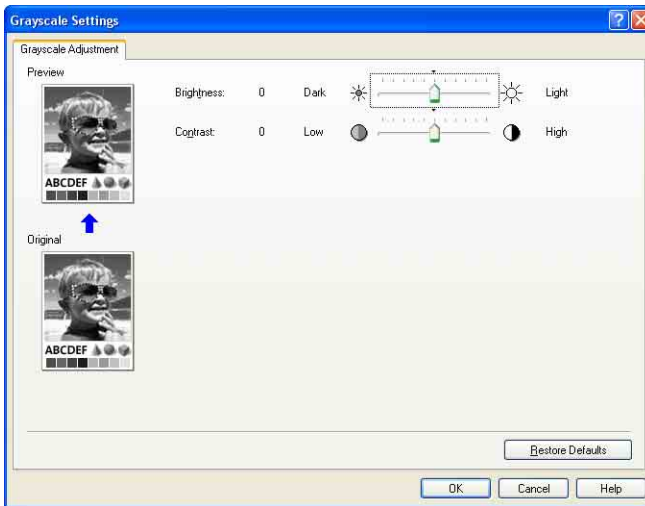 Grayscale Settings
Grayscale Adjustment
Preview
Brightness: 0 Dark Light
Contrast: 0 Low High
ABCDEF
Original
ABCDEF
Restore Defaults
OK Cancel Help